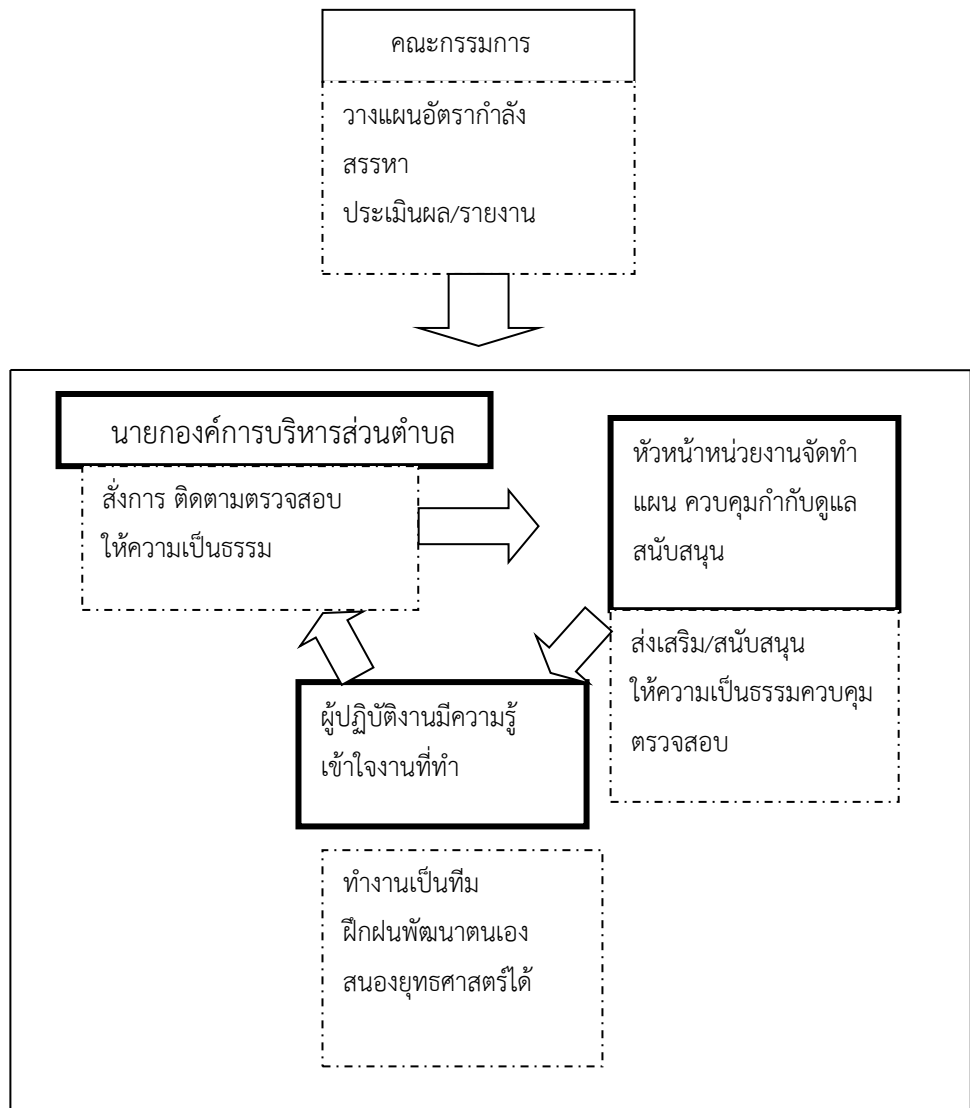 คณะกรรมการ
วางแผนอัตรากำลัง
สรรหา
ประเมินผล/รายงาน
นายกองค์การบริหารส่วนตำบล
สั่งการ ติดตามตรวจสอบ
ให้ความเป็นธรรม
หัวหน้าหน่วยงานจัดทำ
แผน ควบคุมกำกับดูแล
สนับสนุน
ส่งเสริม/สนับสนุน
ให้ความเป็นธรรมควบคุม
ตรวจสอบ
ผู้ปฏิบัติงานมีความรู้
เข้าใจงานที่ทำ
ทำงานเป็นทีม
ฝึกฝนพัฒนาตนเอง
สนองยุทธศาสตร์ได้